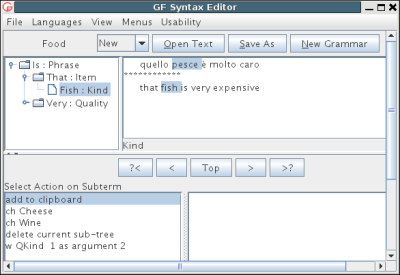 GF Syntax Editor
File Languages View Menus Usability
Food New Open Text Save As New Grammar
Is : Phrase
That : Item
Fish : Kind
Very : Quality
quello pesce è molto caro
************
that fish is very expensive
Kind
?< < Top > >?
Select Action on Subterm
add to clipboard
ch Cheese
ch Wine
delete current sub-tree
w QKind 1 as argument 2